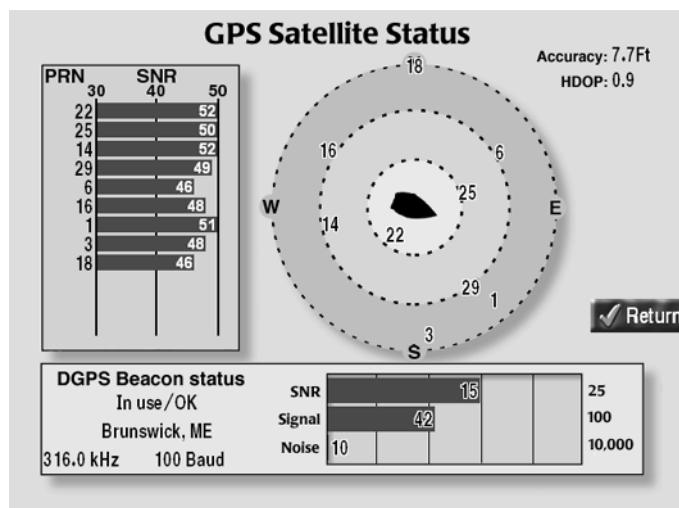 GPS Satellite Status
Accuracy: 7.7Ft
HDOP: 0.9
PRN SNR
30 40 50
22 52
25 50
14 52
29 49
6 46
16 48
1 51
3 48
18 46
18
16 6
25
W E
14 22
29 1
3
S
Return
DGPS Beacon status
In use/OK
Brunswick, ME
316.0 kHz 100 Baud
SNR 15 25
Signal 42 100
Noise 10 10,000